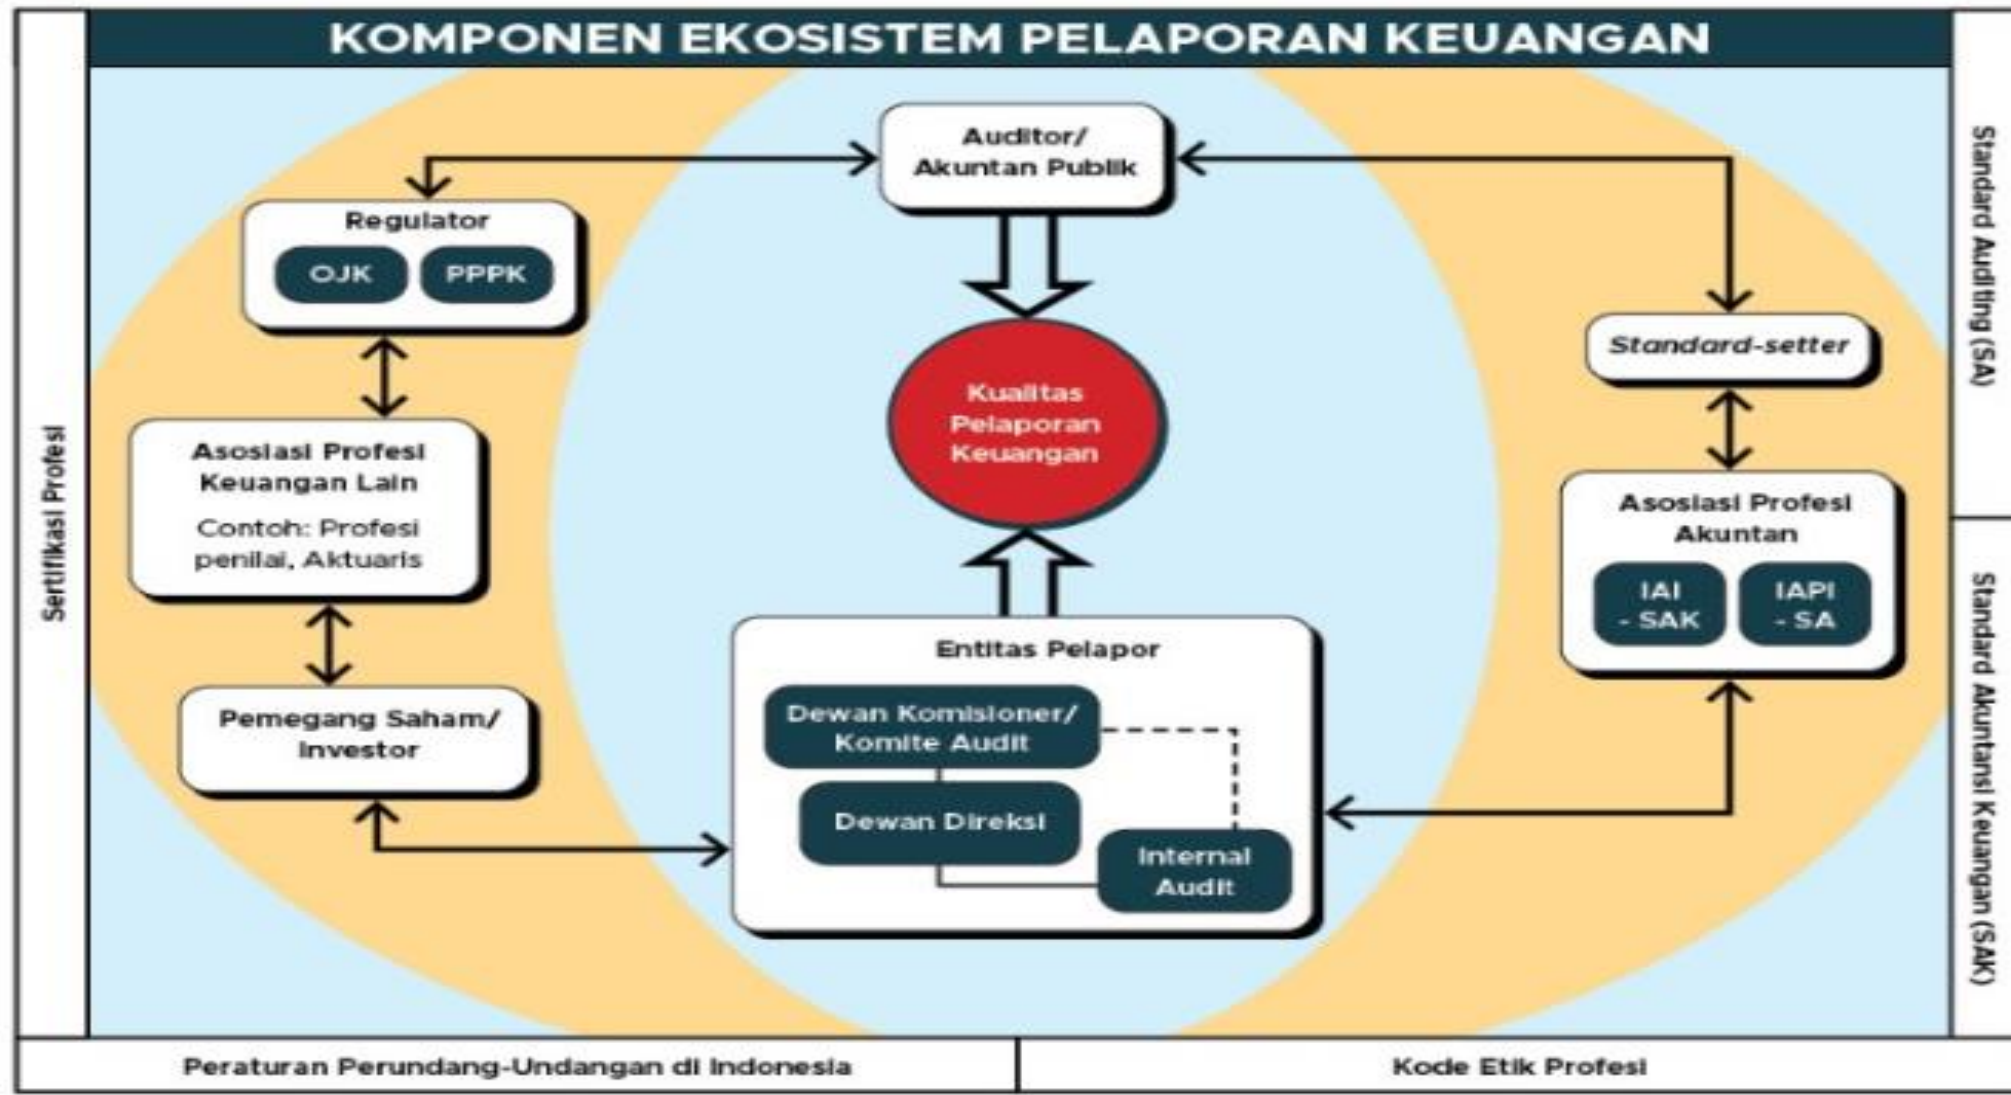 KOMPONEN EKOSISTEM PELAPORAN KEUANGAN
Auditor/
Akuntan Publik
Regulator
OJK
PPPK
Standard-setter
Kualitas
Pelaporan
Keuangan
Asosiasi Profesi
Keuangan Lain
Contoh: Profesi
penilai, Aktuaris
Asosiasi Profesi
Akuntan
IAI
- SAK
IAPI
- SA
Pemegang Saham/
Investor
Entitas Pelapor
Dewan Komisioner/
Komite Audit
Dewan Direksi
Internal
Audit
Sertifikasi Profesi
Standard Auditing (SA)
Standard Akuntansi Keuangan (SAK)
Peraturan Perundang-Undangan di Indonesia
Kode Etik Profesi